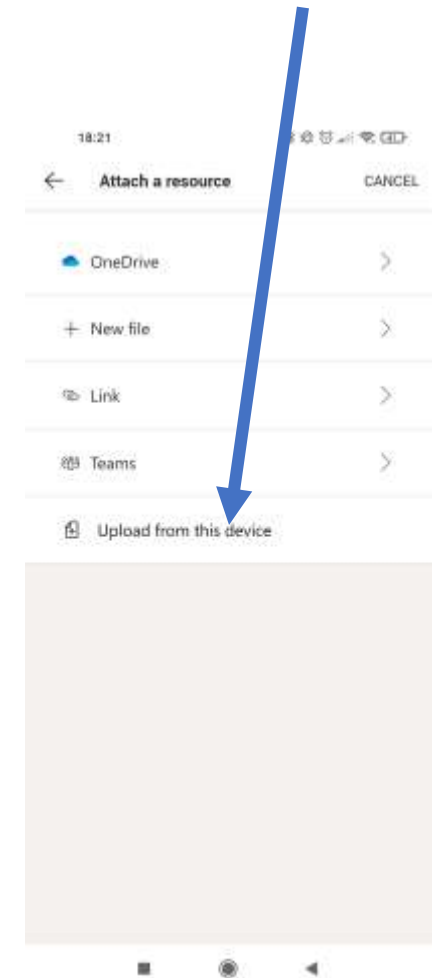 18:21
Attach a resource CANCEL
OneDrive
New file
Link
Teams
Upload from this device